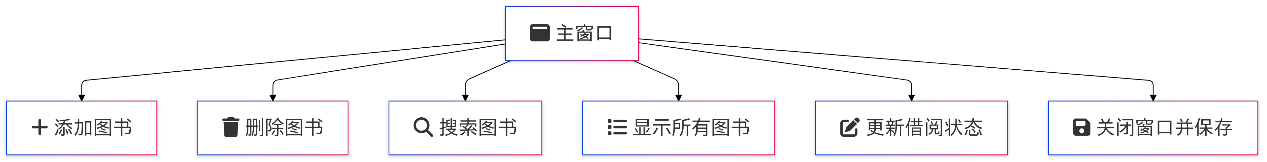 主窗口
添加图书
删除图书
搜索图书
显示所有图书
更新借阅状态
关闭窗口并保存